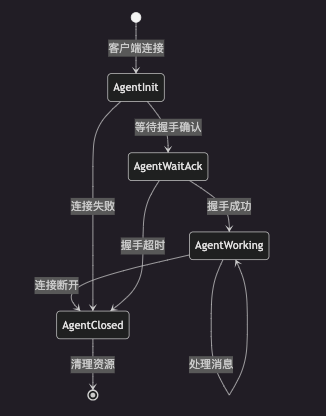 客户端连接
AgentInit
等待握手确认
AgentWaitAck
连接失败
握手成功
握手超时
AgentWorking
连接断开
AgentClosed
清理资源
处理消息